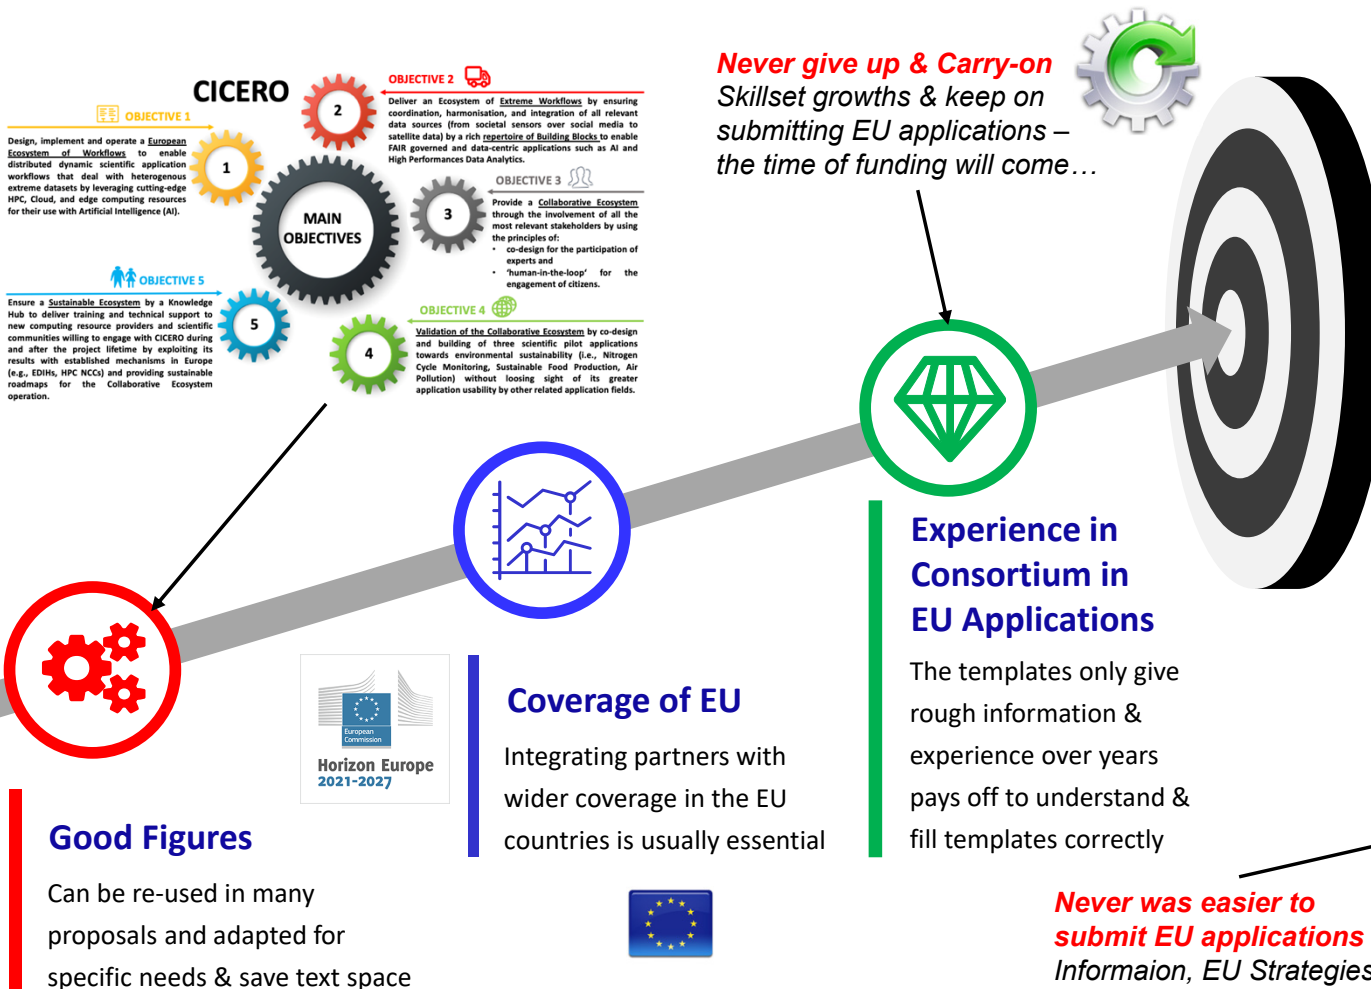 CICERO
OBJECTIVE 1
Design, implement and operate a European
Ecosystem of Workflows to enable
distributed dynamic scientific application
workflows that deal with heterogenous
extreme datasets by leveraging cutting-edge
HPC, Cloud, and edge computing resources
for their use with Artificial Intelligence (AI).
1
2
3
4
5
MAIN
OBJECTIVES
OBJECTIVE 2
Deliver an Ecosystem of Extreme Workflows by ensuring
coordination, harmonisation, and integration of all relevant
data sources (from societal sensors over social media to
satellite data) by a rich repertoire of Building Blocks to enable
FAIR governed and data-centric applications such as AI and
High Performances Data Analytics.
OBJECTIVE 3
Provide a Collaborative Ecosystem
through the involvement of all the
most relevant stakeholders by using
the principles of:
• co-design for the participation of
experts and
• 'human-in-the-loop' for the
engagement of citizens.
OBJECTIVE 4
Validation of the Collaborative Ecosystem by co-design
and building of three scientific pilot applications
towards environmental sustainability (i.e., Nitrogen
Cycle Monitoring, Sustainable Food Production, Air
Pollution) without loosing sight of its greater
application usability by other related application fields.
OBJECTIVE 5
Ensure a Sustainable Ecosystem by a Knowledge
Hub to deliver training and technical support to
new computing resource providers and scientific
communities willing to engage with CICERO during
and after the project lifetime by exploiting its
results with established mechanisms in Europe
(e.g., EDIHs, HPC NCCs) and providing sustainable
roadmaps for the Collaborative Ecosystem
operation.
Never give up & Carry-on
Skillset growths & keep on
submitting EU applications –
the time of funding will come…
Good Figures
Can be re-used in many
proposals and adapted for
specific needs & save text space
European
Commission
Horizon Europe
2021-2027
Coverage of EU
Integrating partners with
wider coverage in the EU
countries is usually essential
Experience in
Consortium in
EU Applications
The templates only give
rough information &
experience over years
pays off to understand &
fill templates correctly
Never was easier to
submit EU applications
Informaion, EU Strategies